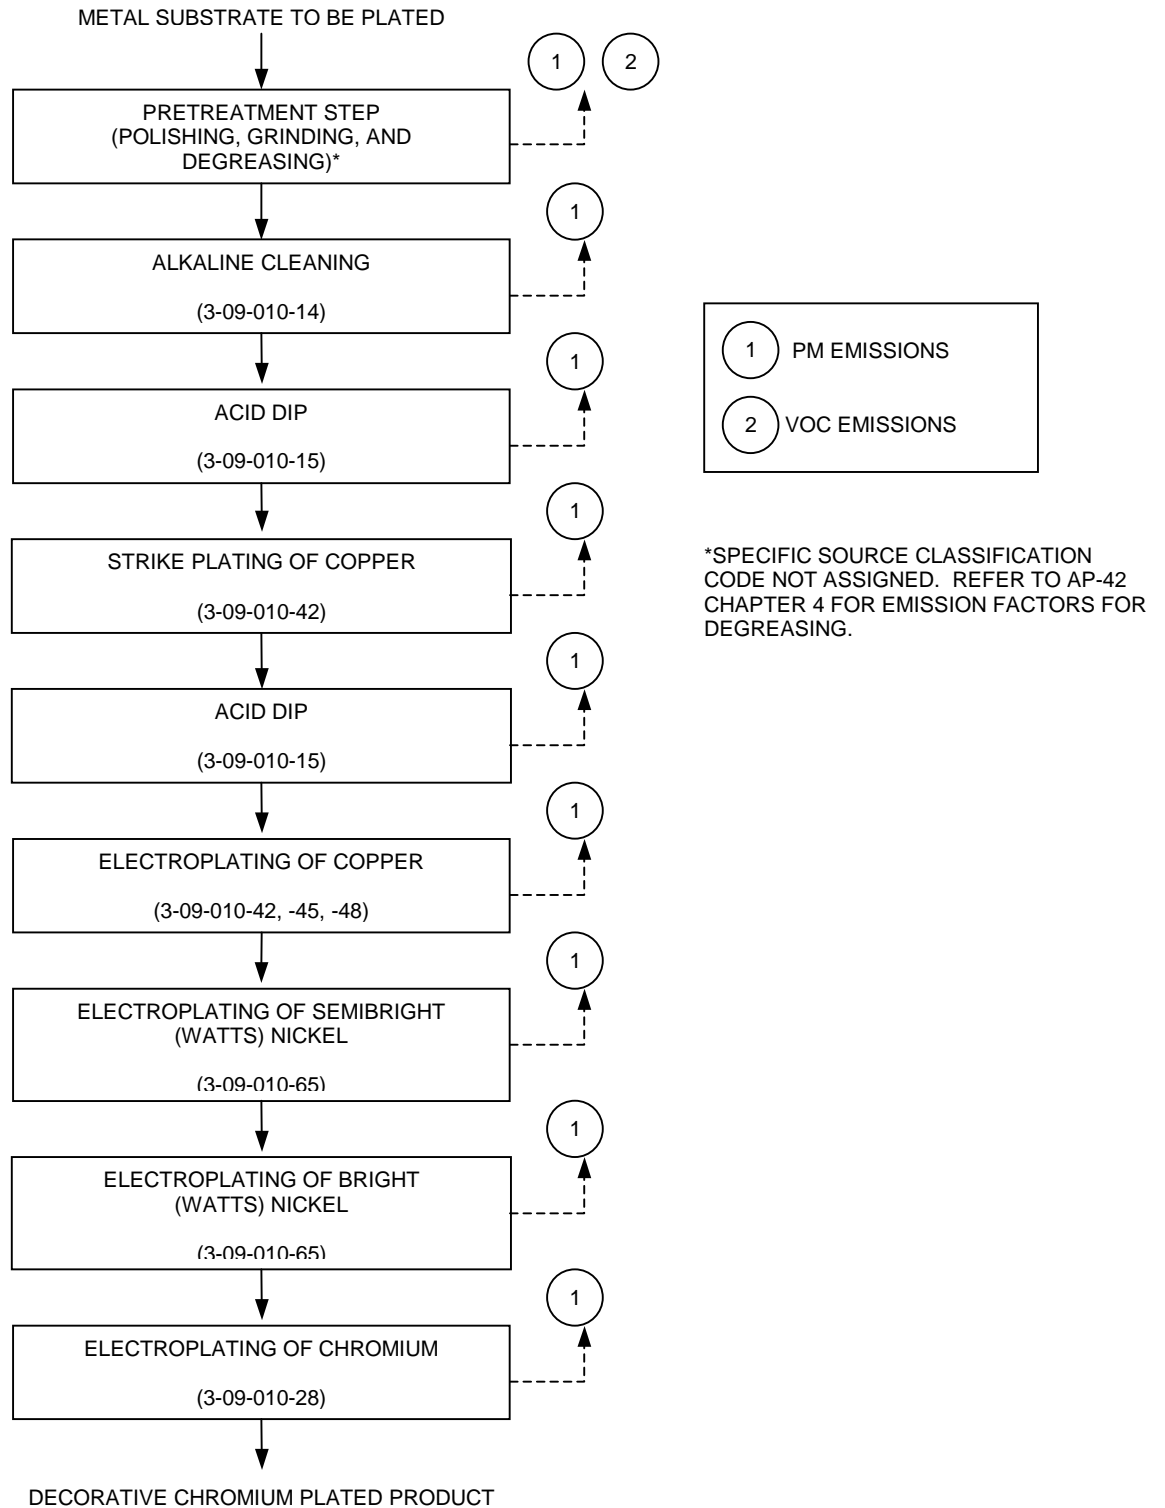 METAL SUBSTRATE TO BE PLATED
1
2
PRETREATMENT STEP
(POLISHING, GRINDING, AND
DEGREASING)*
1
ALKALINE CLEANING
(3-09-010-14)
1
ACID DIP
(3-09-010-15)
1
STRIKE PLATING OF COPPER
(3-09-010-42)
1
ACID DIP
(3-09-010-15)
1
ELECTROPLATING OF COPPER
(3-09-010-42, -45, -48)
1
ELECTROPLATING OF SEMIBRIGHT
(WATTS) NICKEL
(3-09-010-65)
1
ELECTROPLATING OF BRIGHT
(WATTS) NICKEL
(3-09-010-65)
1
ELECTROPLATING OF CHROMIUM
(3-09-010-28)
DECORATIVE CHROMIUM PLATED PRODUCT
1 PM EMISSIONS
2 VOC EMISSIONS
*SPECIFIC SOURCE CLASSIFICATION
CODE NOT ASSIGNED.  REFER TO AP-42
CHAPTER 4 FOR EMISSION FACTORS FOR
DEGREASING.